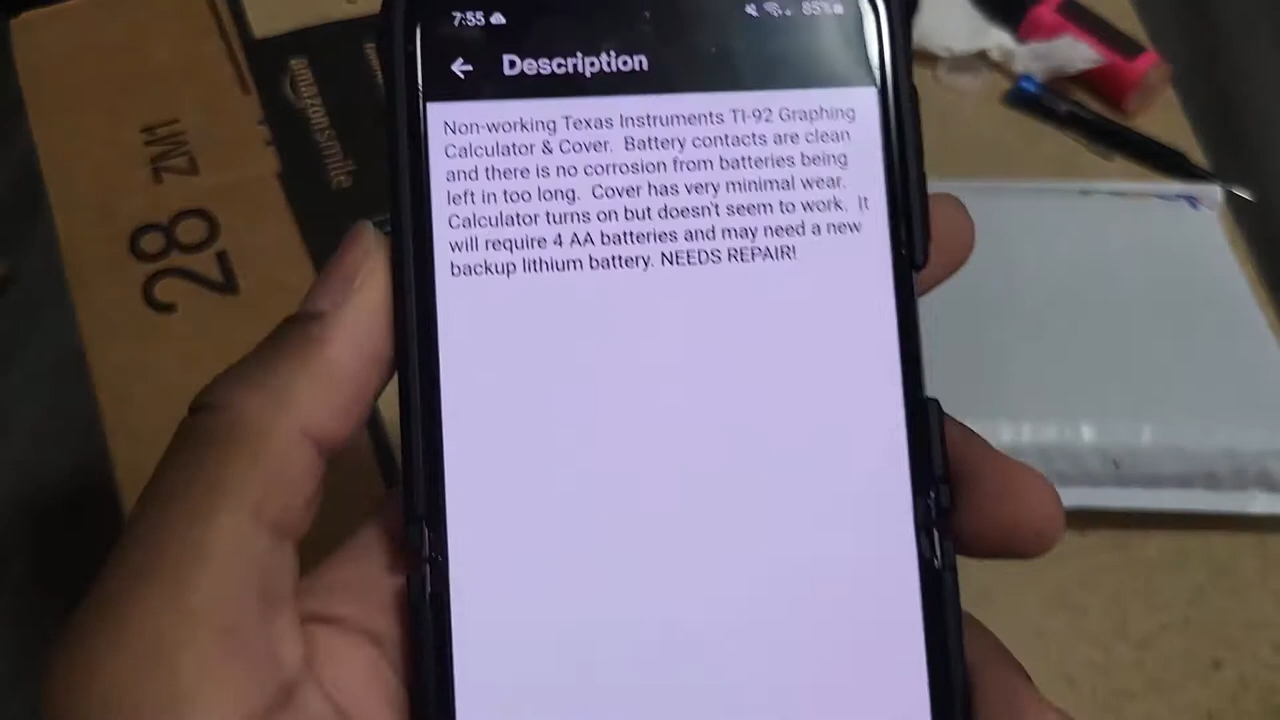 7:55
85%
Description
Non-working Texas Instruments TI-92 Graphing
Calculator & Cover. Battery contacts are clean
and there is no corrosion from batteries being
left in too long. Cover has very minimal wear.
Calculator turns on but doesn't seem to work. It
will require 4 AA batteries and may need a new
backup lithium battery. NEEDS REPAIR!
amazonsmile
28 ZW1